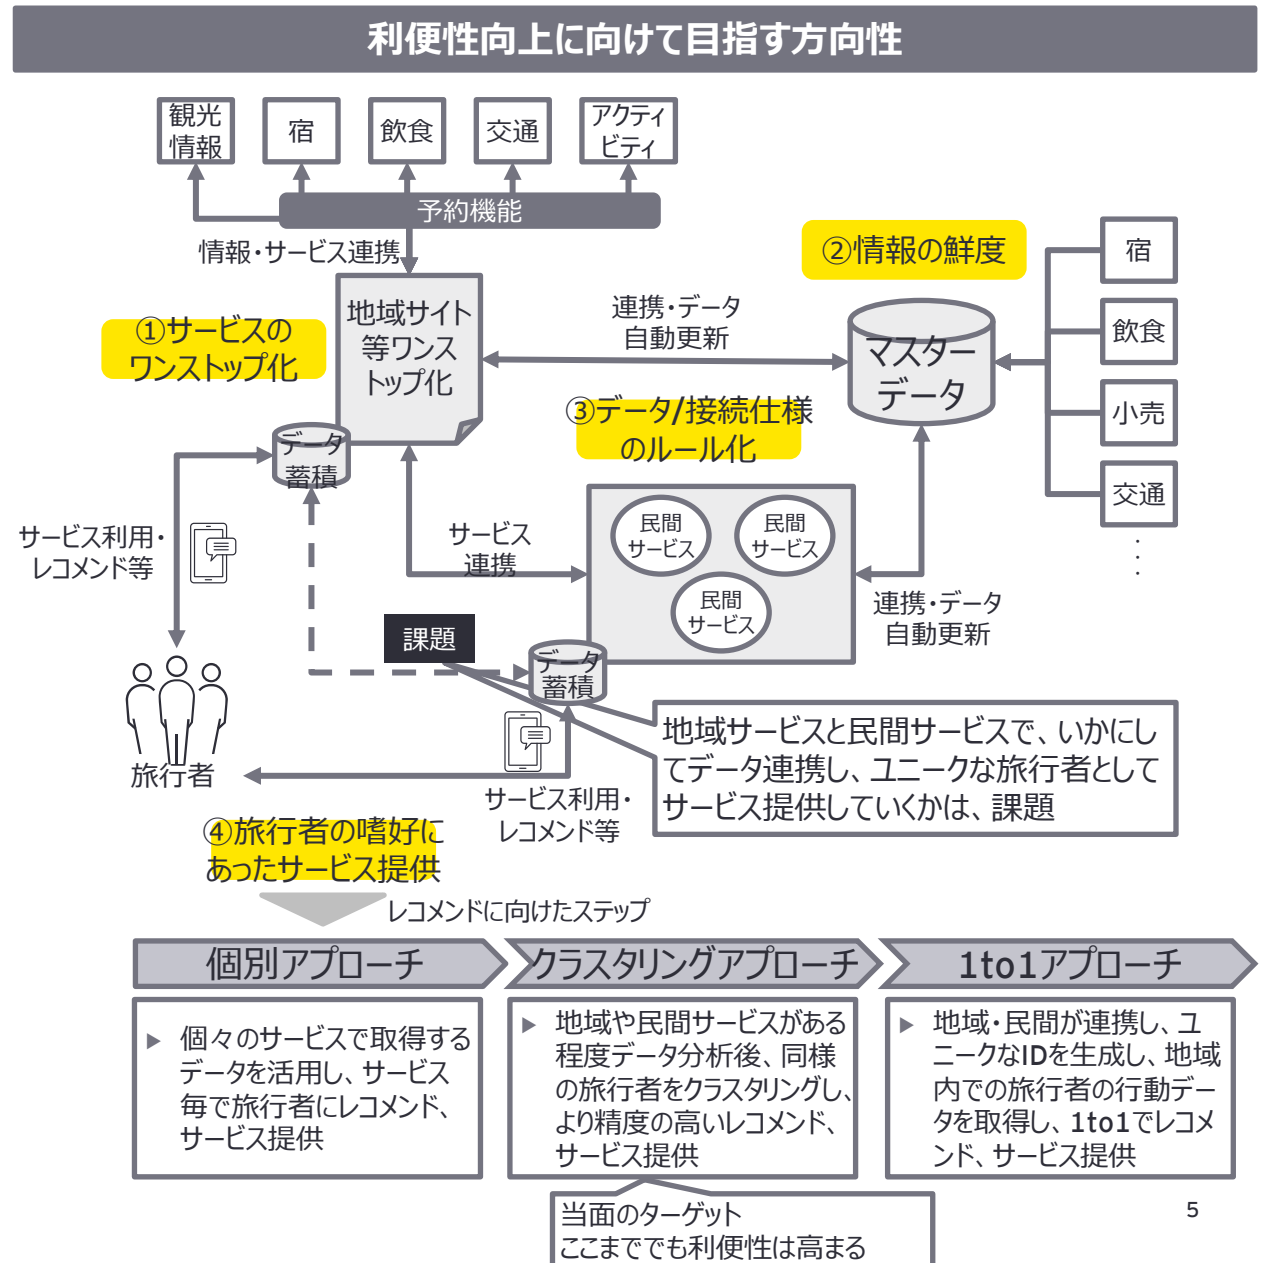 利便性向上に向けて目指す方向性
観光
情報
宿
飲食
交通
アクティ
ビティ
予約機能
情報・サービス連携
②情報の鮮度
宿
飲食
小売
交通
・
・
・
①サービスの
ワンストップ化
地域サイト
等ワンス
トップ化
連携・データ
自動更新
マスター
データ
③データ/接続仕様
のルール化
データ
蓄積
サービス利用・
レコメンド等
サービス
連携
民間
サービス
民間
サービス
民間
サービス
連携・データ
自動更新
課題
データ
蓄積
地域サービスと民間サービスで、いかにし
てデータ連携し、ユニークな旅行者として
サービス提供していくかは、課題
旅行者
サービス利用・
レコメンド等
④旅行者の嗜好に
あったサービス提供
レコメンドに向けたステップ
個別アプローチ
クラスタリングアプローチ
1to1アプローチ
▶ 個々のサービスで取得する
データを活用し、サービス
毎で旅行者にレコメンド、
サービス提供
▶ 地域や民間サービスがある
程度データ分析後、同様
の旅行者をクラスタリングし、
より精度の高いレコメンド、
サービス提供
▶ 地域・民間が連携し、ユ
ニークなIDを生成し、地域
内での旅行者の行動デー
タを取得し、1to1でレコメ
ンド、サービス提供
当面のターゲット
ここまででも利便性は高まる
5